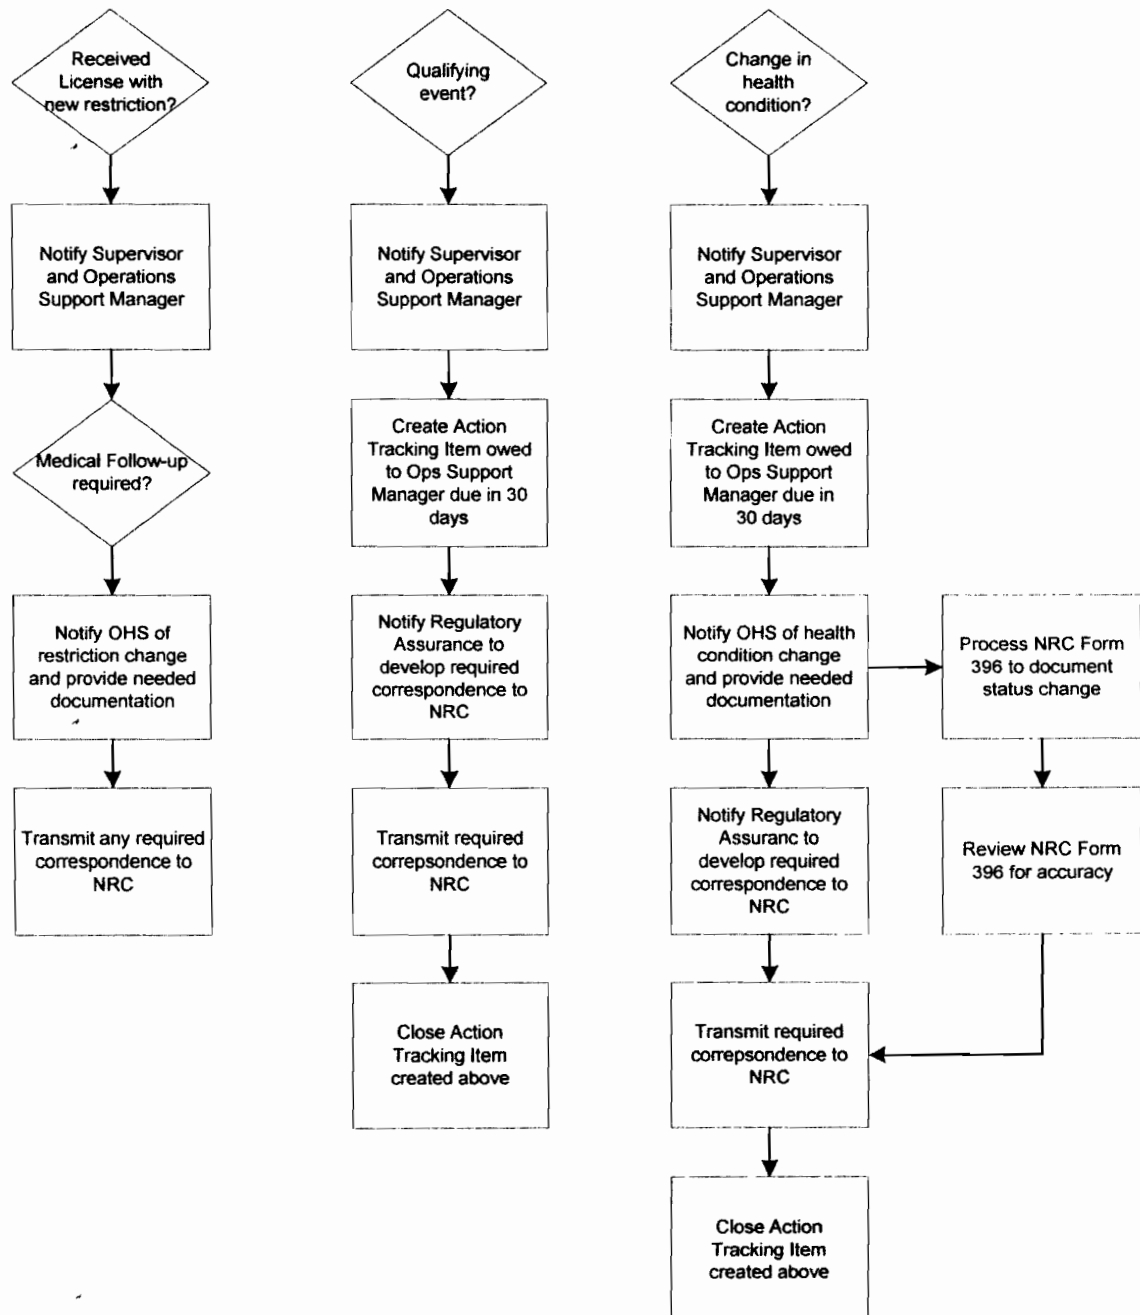 Received
License with
new restriction?
Notify Supervisor
and Operations
Support Manager
Medical Follow-up
required?
Notify OHS of
restriction change
and provide needed
documentation
Transmit any required
correspondence to
NRC
Qualifying
event?
Notify Supervisor
and Operations
Support Manager
Create Action
Tracking Item owed
to Ops Support
Manager due in 30
days
Notify Regulatory
Assurance to
develop required
correspondence to
NRC
Transmit required
correpsondence to
NRC
Close Action
Tracking Item
created above
Change in
health
condition?
Notify Supervisor
and Operations
Support Manager
Create Action
Tracking Item owed
to Ops Support
Manager due in
30 days
Notify OHS of health
condition change
and provide needed
documentation
Notify Regulatory
Assuranc to
develop required
correspondence to
NRC
Transmit required
correpsondence to
NRC
Close Action
Tracking Item
created above
Process NRC Form
396 to document
status change
Review NRC Form
396 for accuracy